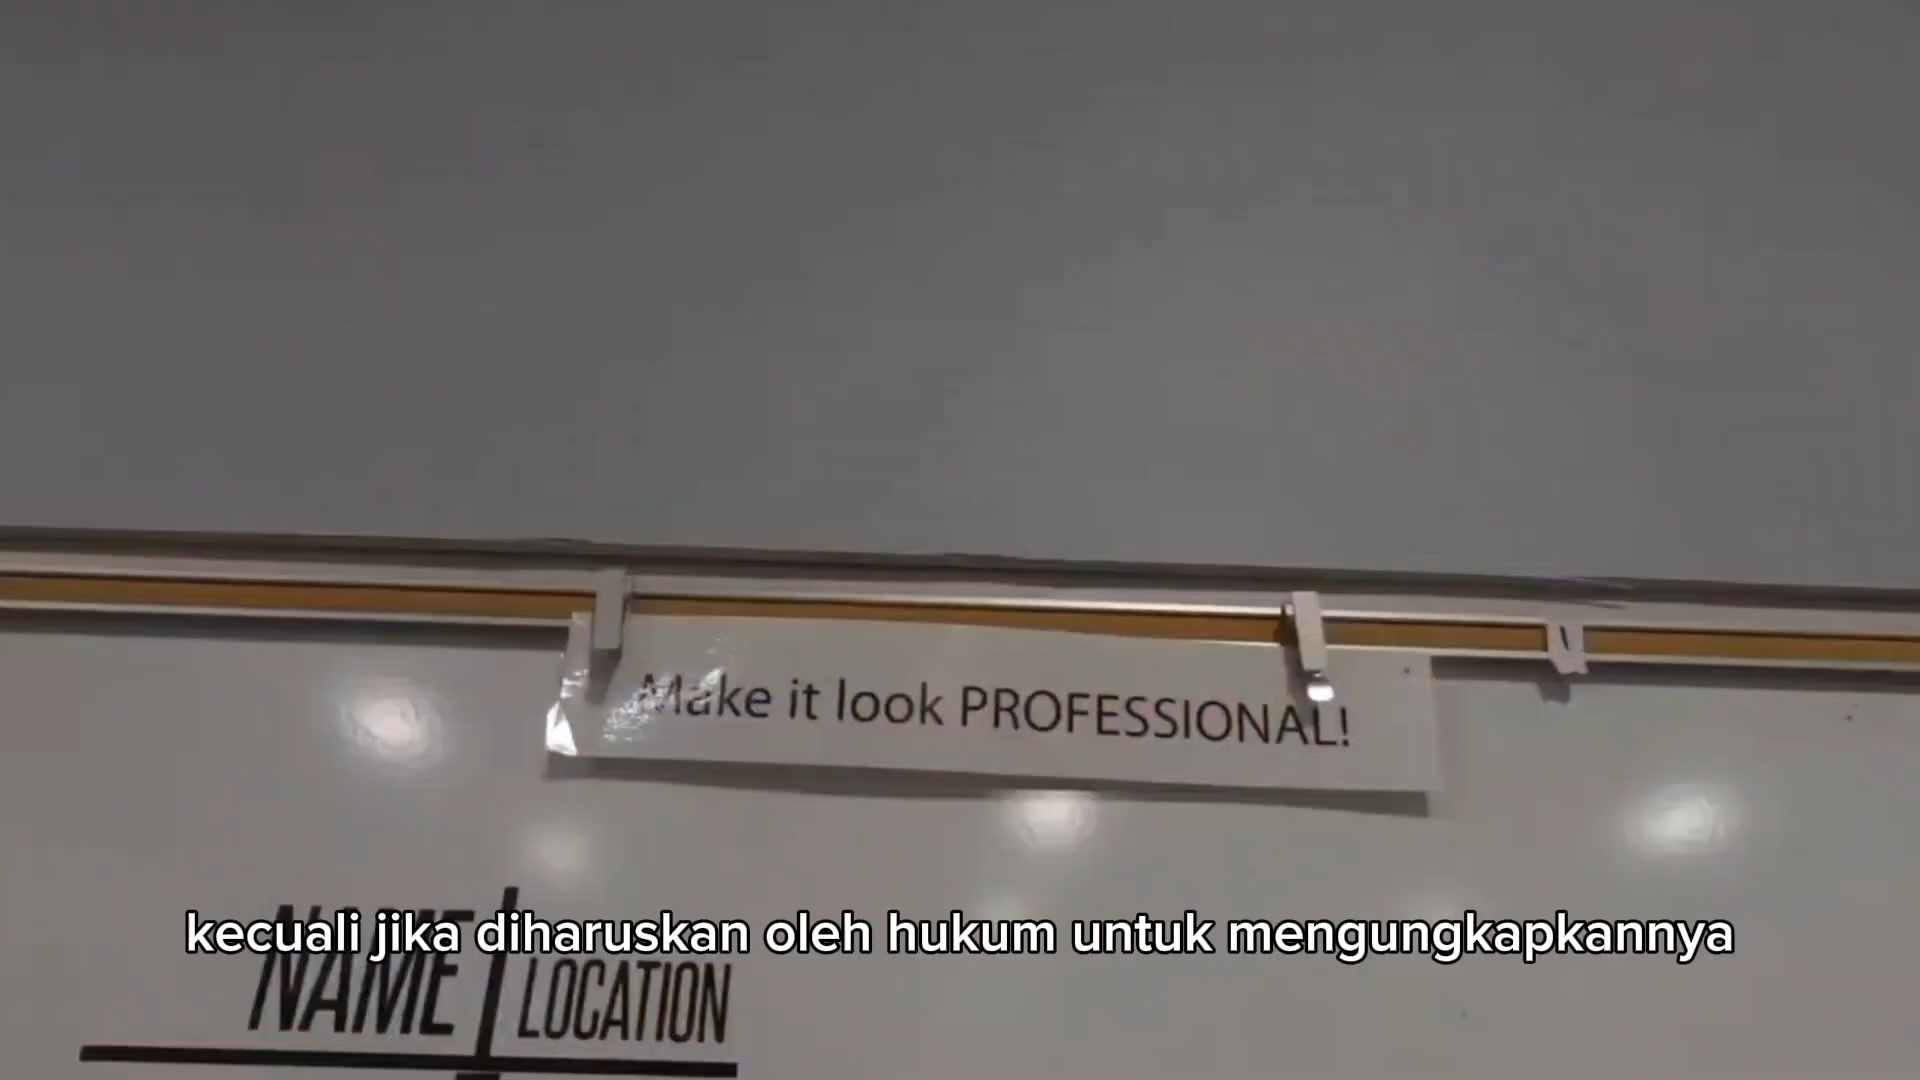 Make it look PROFESSIONAL!
kecuali jika diharuskan oleh hukum untuk mengungkapkannya
NAME LOCATION